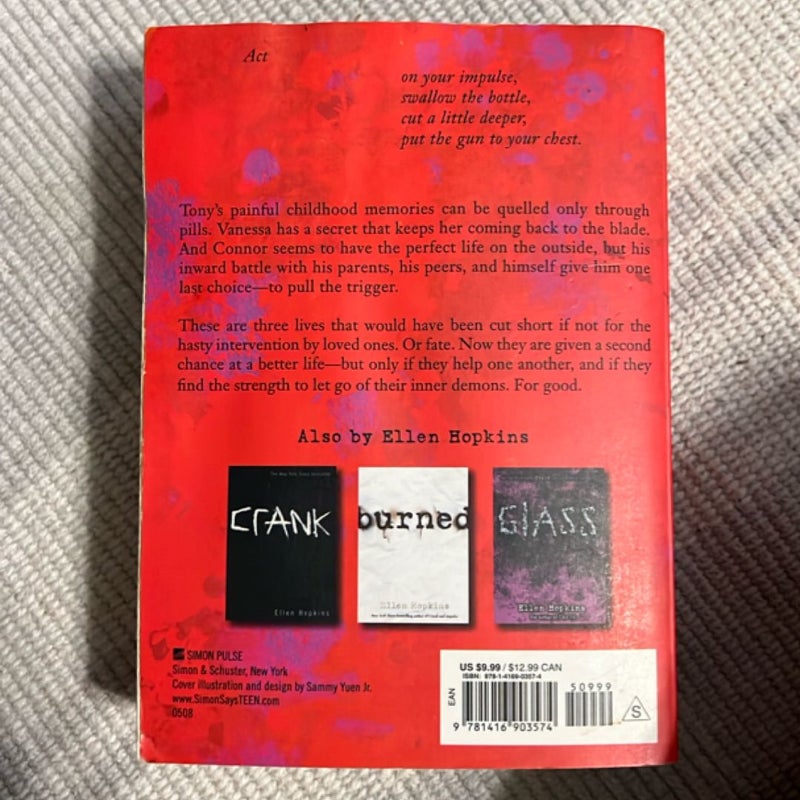 Act
on your impulse,
swallow the bottle,
cut a little deeper,
put the gun to your chest.
Tony's painful childhood memories can be quelled only through
pills. Vanessa has a secret that keeps her coming back to the blade.
And Connor seems to have the perfect life on the outside, but his
inward battle with his parents, his peers, and himself give him one
last choice—to pull the trigger.
These are three lives that would have been cut short if not for the
hasty intervention by loved ones. Or fate. Now they are given a second
chance at a better life—but only if they help one another, and if they
find the strength to let go of their inner demons. For good.
Also by Ellen Hopkins
CRANK
Ellen Hopkins
burned
Ellen Hopkins
GLASS
Ellen Hopkins
SIMON PULSE
Simon & Schuster, New York
Cover illustration and design by Sammy Yuen Jr.
www.SimonSaysTEEN.com
0508
US $9.99 / $12.99 CAN
ISBN: 978-1-4169-0357-4
50999
EAN
9 781416 903574
S